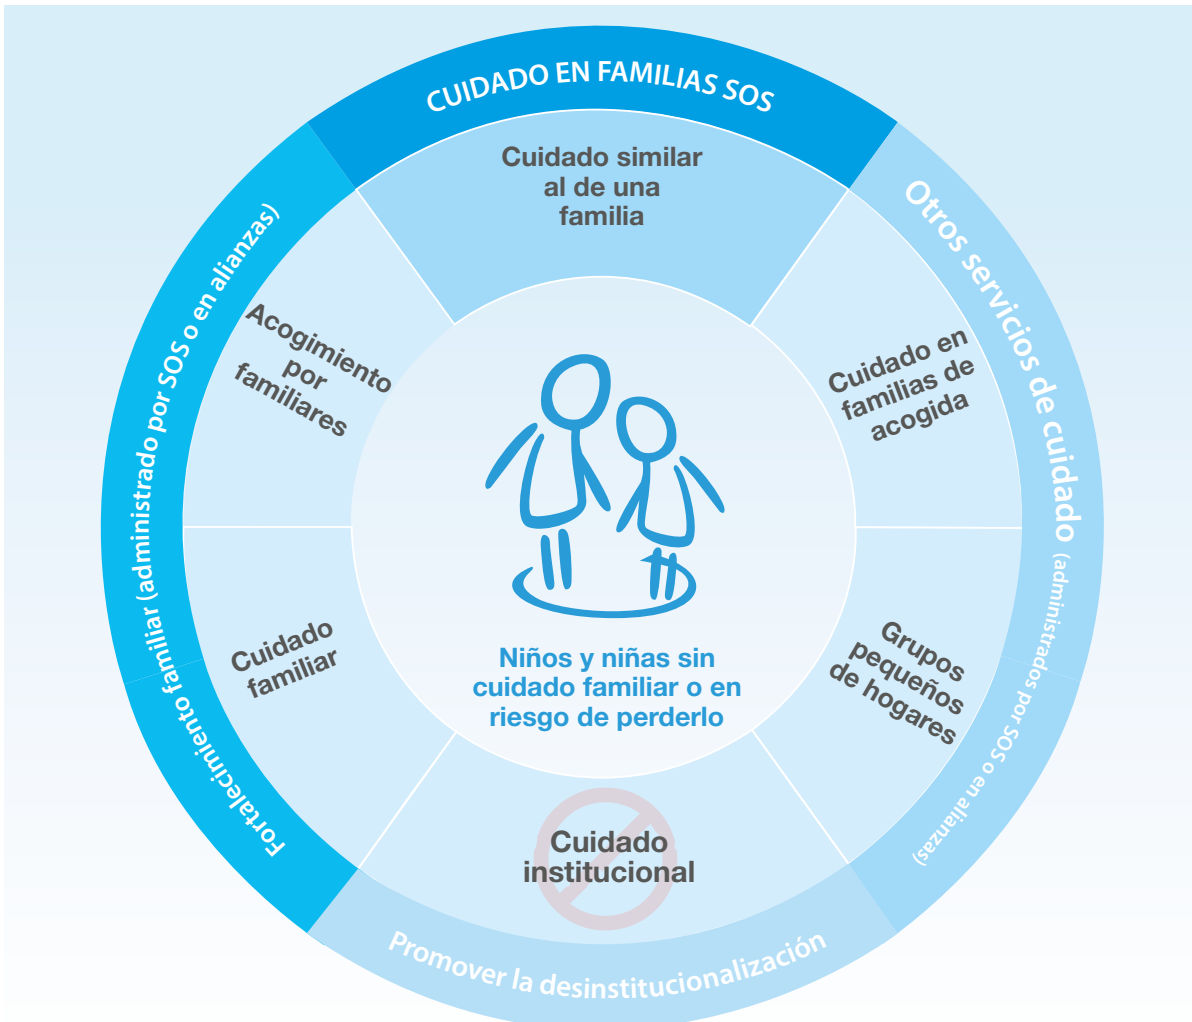 CUIDADO EN FAMILIAS SOS
Cuidado similar
al de una
familia
Otros servicios de cuidado (administrados por SOS o en alianzas)
Cuidado en
familias de
acogida
Grupos
pequeños
de hogares
Promover la desinstitucionalización
Cuidado
institucional
Fortalecimiento familiar (administrado por SOS o en alianzas)
Cuidado
familiar
Acogimiento
por
familiares
Niños y niñas sin
cuidado familiar o en
riesgo de perderlo